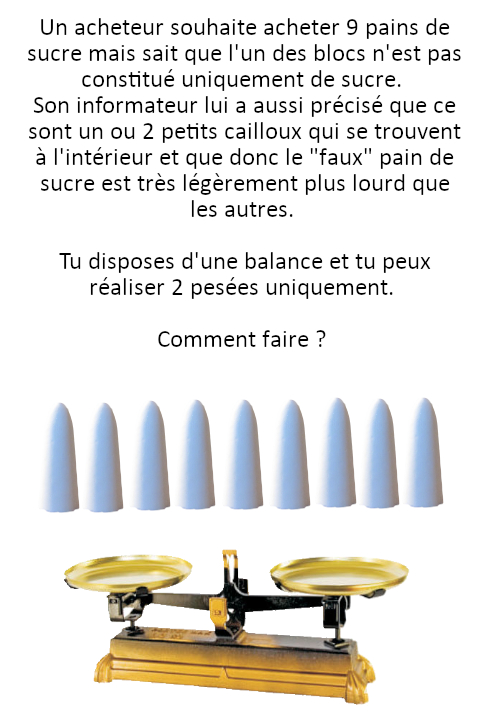 Un acheteur souhaite acheter 9 pains de
sucre mais sait que l'un des blocs n'est pas
constitué uniquement de sucre.
Son informateur lui a aussi précisé que ce
sont un ou 2 petits cailloux qui se trouvent
à l'intérieur et que donc le "faux" pain de
sucre est très légèrement plus lourd que
les autres.
Tu disposes d'une balance et tu peux
réaliser 2 pesées uniquement.
Comment faire ?